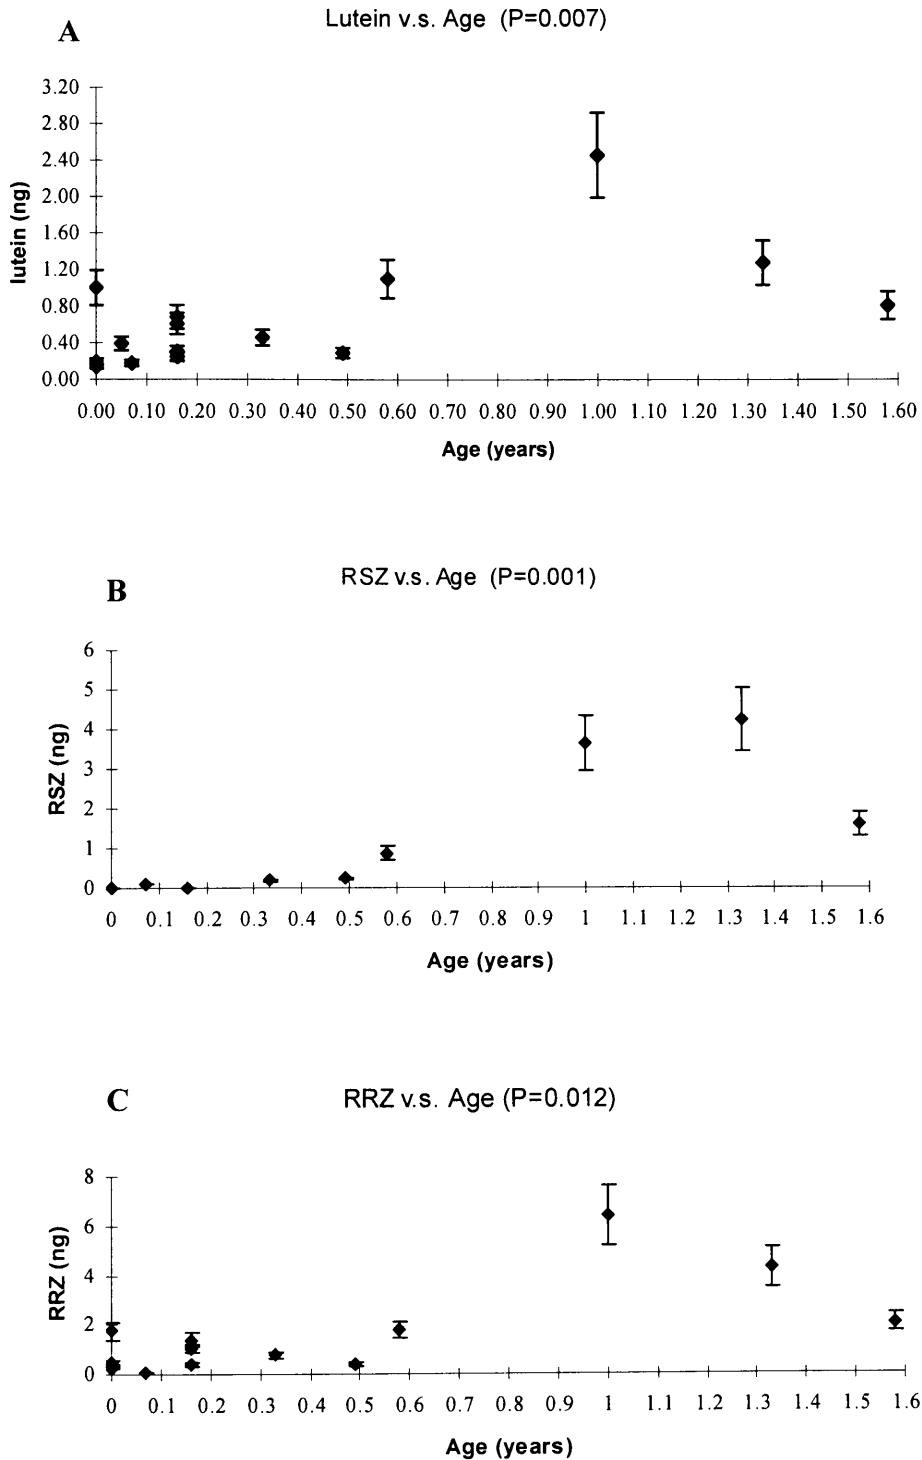 A
Lutein v.s. Age (P=0.007)
3.20
2.80
2.40
2.00
1.60
1.20
0.80
0.40
0.00
lutein (ng)
0.00 0.10 0.20 0.30 0.40 0.50 0.60 0.70 0.80 0.90 1.00 1.10 1.20 1.30 1.40 1.50 1.60
Age (years)
B
RSZ v.s. Age (P=0.001)
6
5
4
3
2
1
0
RSZ (ng)
0 0.1 0.2 0.3 0.4 0.5 0.6 0.7 0.8 0.9 1 1.1 1.2 1.3 1.4 1.5 1.6
Age (years)
C
RRZ v.s. Age (P=0.012)
8
6
4
2
0
RRZ (ng)
0 0.1 0.2 0.3 0.4 0.5 0.6 0.7 0.8 0.9 1 1.1 1.2 1.3 1.4 1.5 1.6
Age (years)